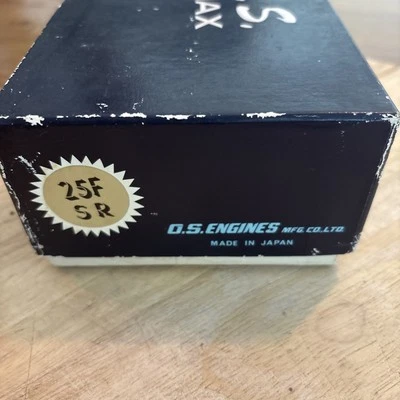 .S.
AX
25F
SR
O.S.ENGINES MFG.CO.LTD.
MADE IN JAPAN